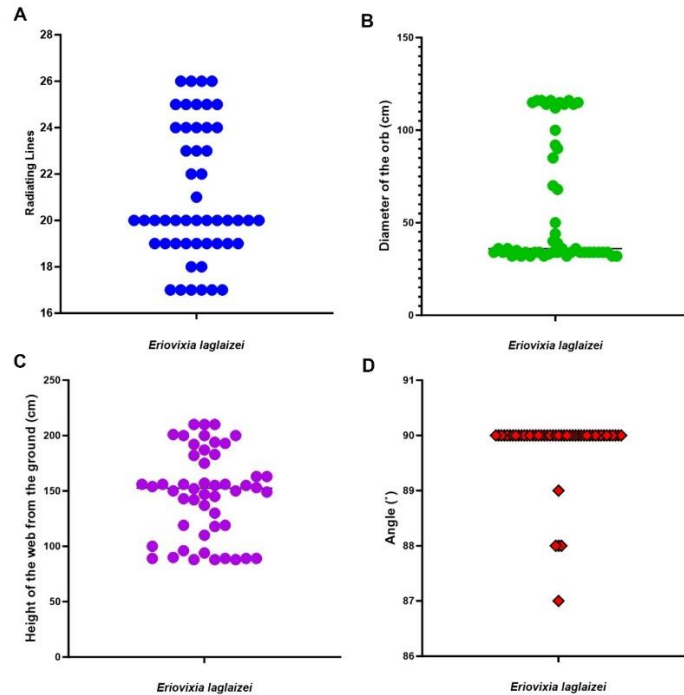 A
Radiating Lines
28
26
24
22
20
18
16
Eriovixia laglaizei
B
Diameter of the orb (cm)
150
100
50
0
Eriovixia laglaizei
C
Height of the web from the ground (cm)
250
200
150
100
50
0
Eriovixia laglaizei
D
Angle (°)
91
90
89
88
87
86
Eriovixia laglaizei